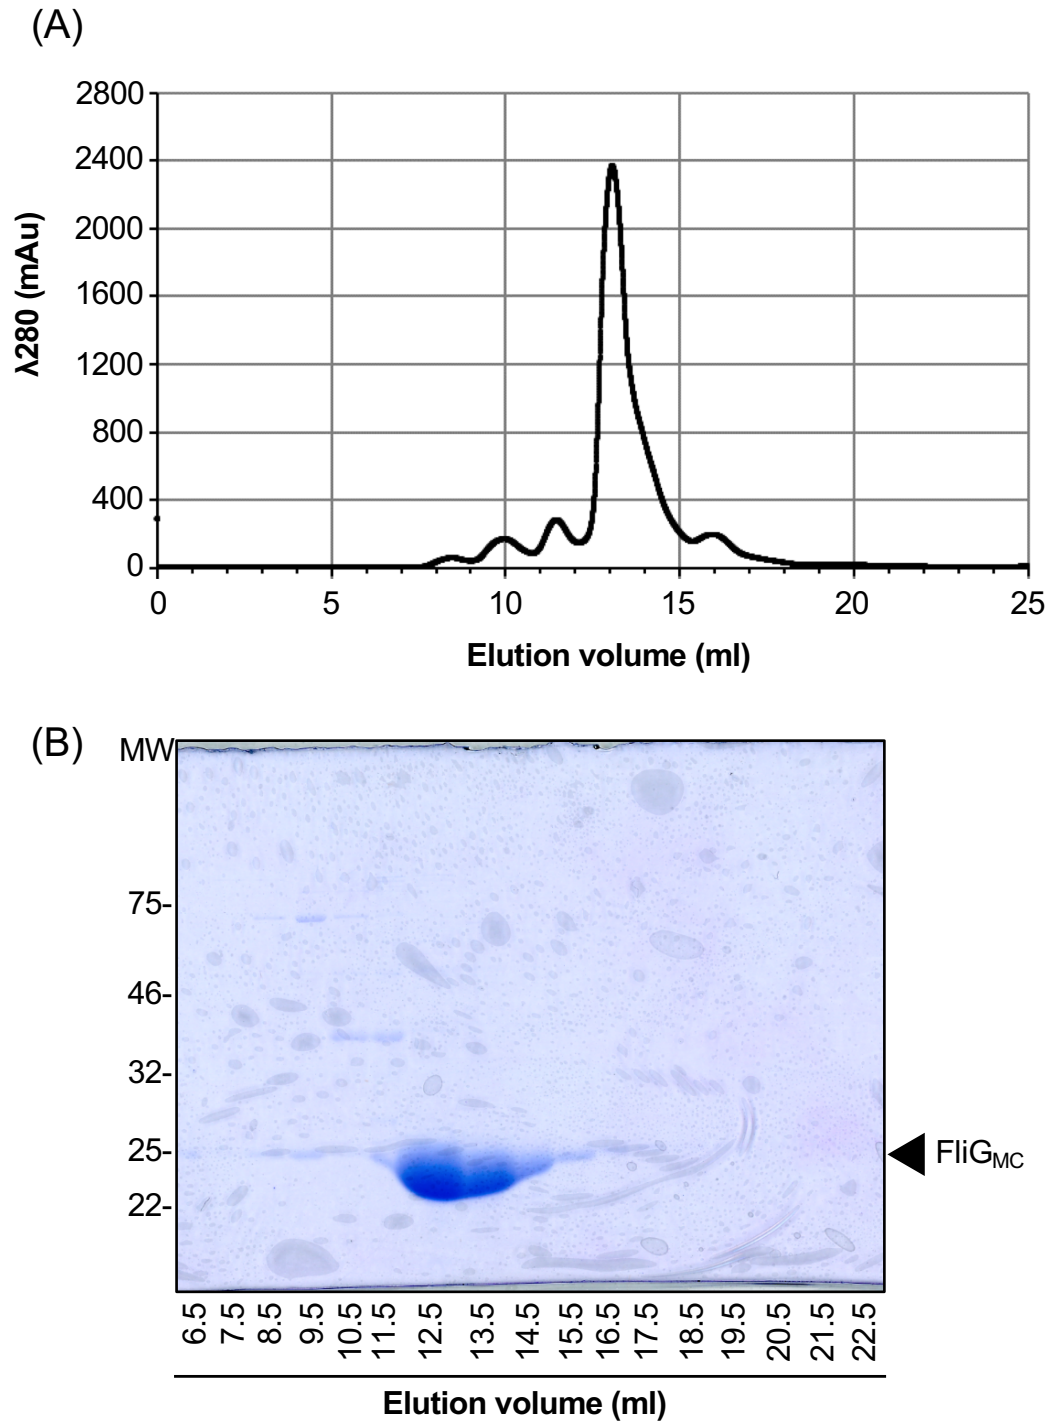 (A)
2800
2400
2000
1600
1200
800
400
0
λ280 (mAu)
0 5 10 15 20 25
Elution volume (ml)
(B)
MW
75-
46-
32-
25-
22-
FliGMC
6.5 7.5 8.5 9.5 10.5 11.5 12.5 13.5 14.5 15.5 16.5 17.5 18.5 19.5 20.5 21.5 22.5
Elution volume (ml)